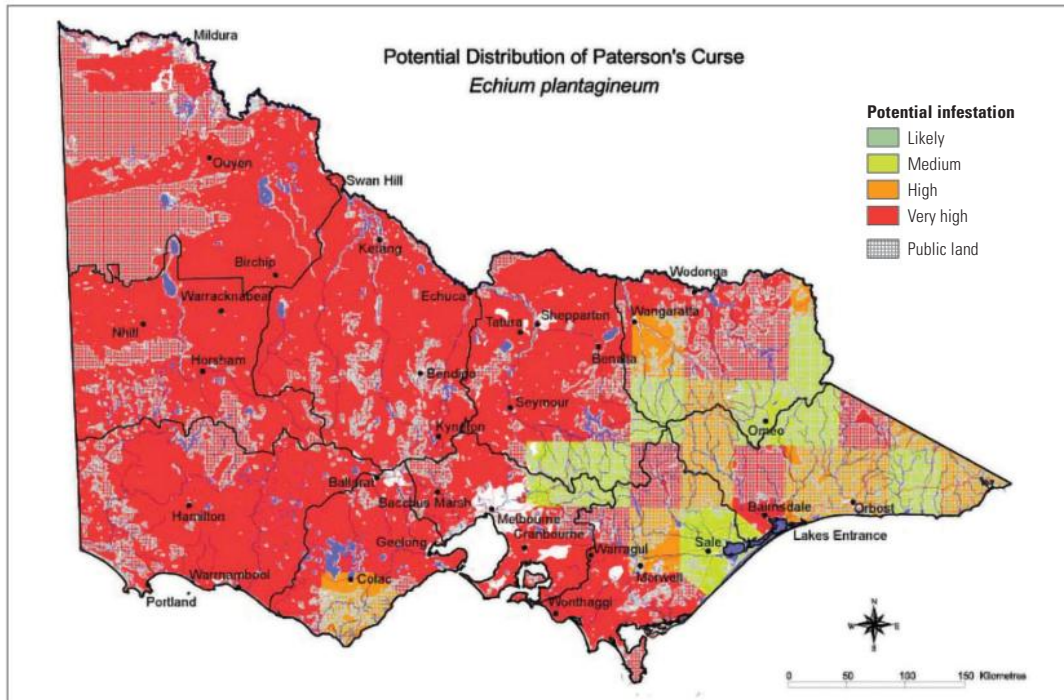 Mildura
Potential Distribution of Paterson's Curse
Echium plantagineum
Potential infestation
Likely
Medium
High
Very high
Public land
Ouyen
Swan Hill
Kerang
Birchip
Wodonga
Echuca
Warracknabeal
Wangaratta
Shepparton
Tatura
Nhill
Benalla
Horsham
Bendigo
Seymour
Omeo
Kyneton
Ballarat
Bacchus Marsh
Hamilton
Melbourne
Bairnsdale
Orbost
Geelong
Cranbourne
Sale
Lakes Entrance
Warragul
Colac
Morwell
Warrnambool
Portland
Wonthaggi
N
W E
S
0 50 100 150 Kilometres